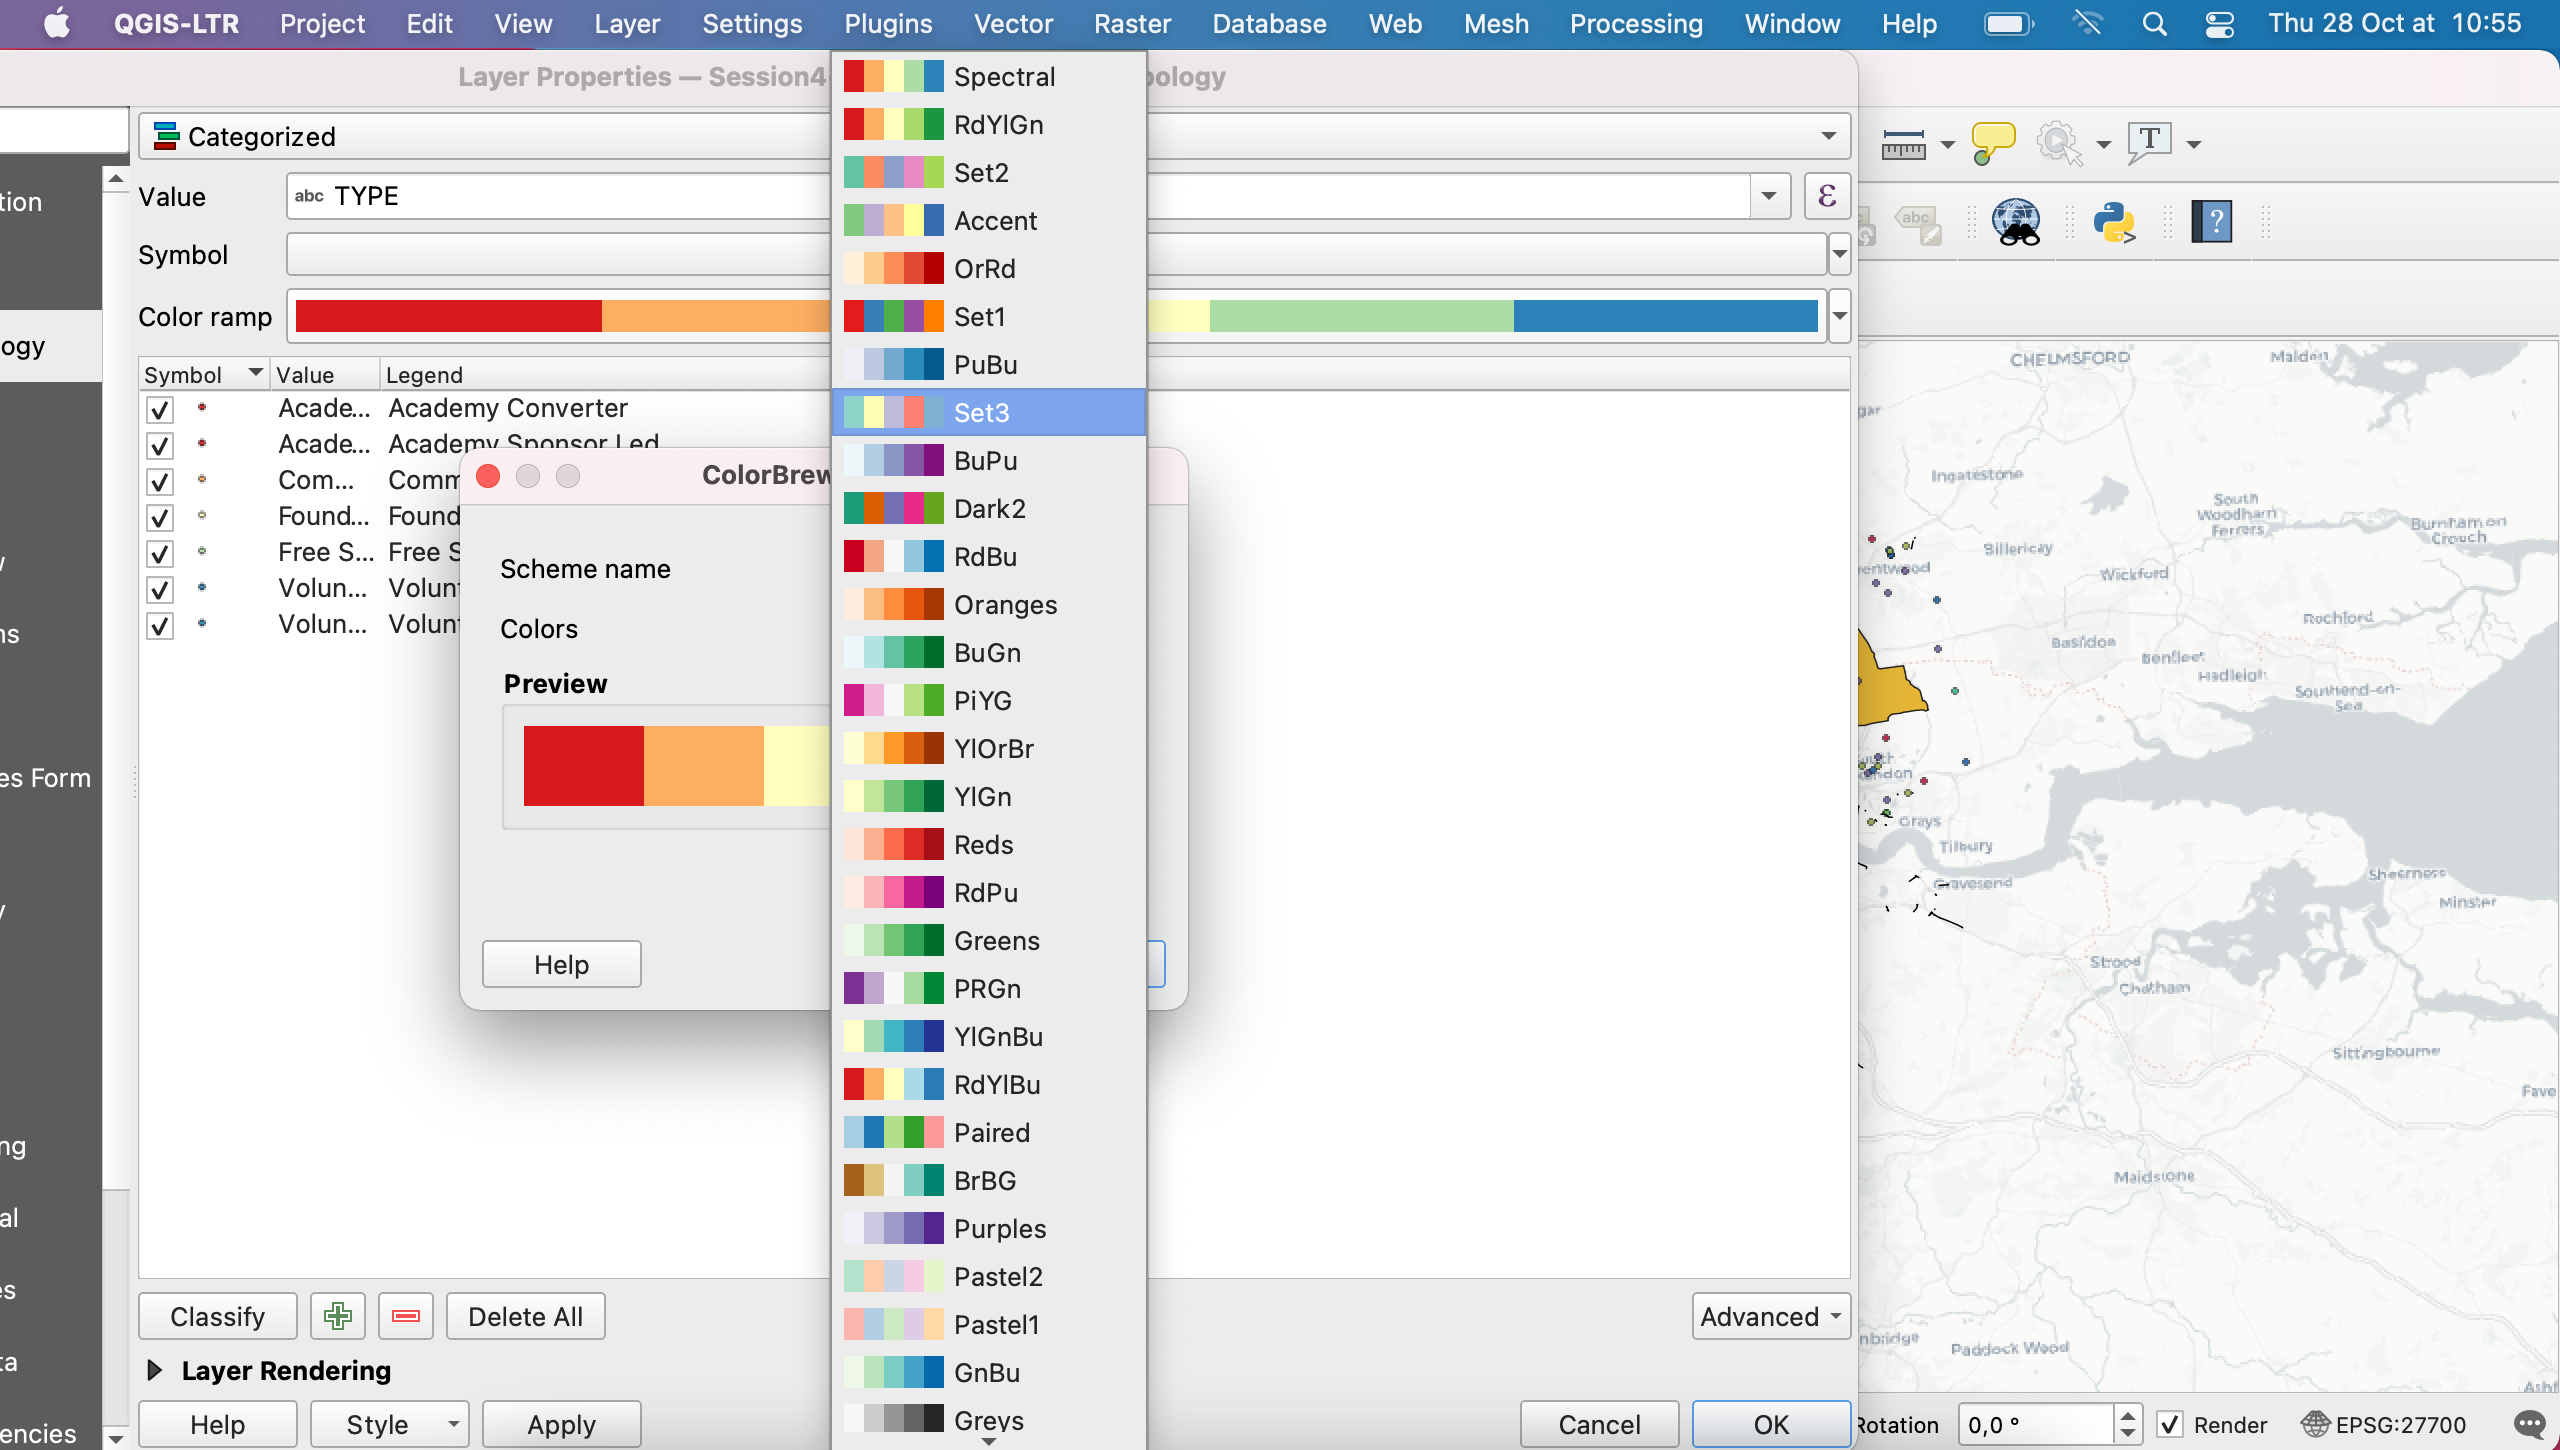 QGIS-LTR Project Edit View Layer Settings Plugins Vector Raster Database Web Mesh Processing Window Help Thu 28 Oct at 10:55
Layer Properties — Session4
ology
Categorized
Value abc TYPE ε
Symbol
Color ramp
Symbol Value Legend
Acade... Academy Converter
Acade... Academy Sponsor Led
Com... Comm
Found... Found
Free S... Free S
Volun... Volun
Volun... Volun
tion
ogy
ns
es Form
ng
al
es
ta
encies
ColorBrew
Scheme name
Colors
Preview
Help
Spectral
RdYlGn
Set2
Accent
OrRd
Set1
PuBu
Set3
BuPu
Dark2
RdBu
Oranges
BuGn
PiYG
YlOrBr
YlGn
Reds
RdPu
Greens
PRGn
YlGnBu
RdYlBu
Paired
BrBG
Purples
Pastel2
Pastel1
GnBu
Greys
Classify Delete All Advanced
Layer Rendering
Help Style Apply Cancel OK
T
abc
?
CHELMSFORD
Maldon
gar
Ingatestone
South
Woodham
Ferrers
Burnham on
Crouch
Billericay
rentwood
Wickford
Rochford
Basildon
Benfleet
Hadleigh
Southend-on-
Sea
Grays
Tilbury
Gravesend
Sheerness
Minster
Strood
Chatham
Sittingbourne
Fave
Maidstone
nbridge
Paddock Wood
Ashf
Rotation 0,0 ° Render EPSG:27700